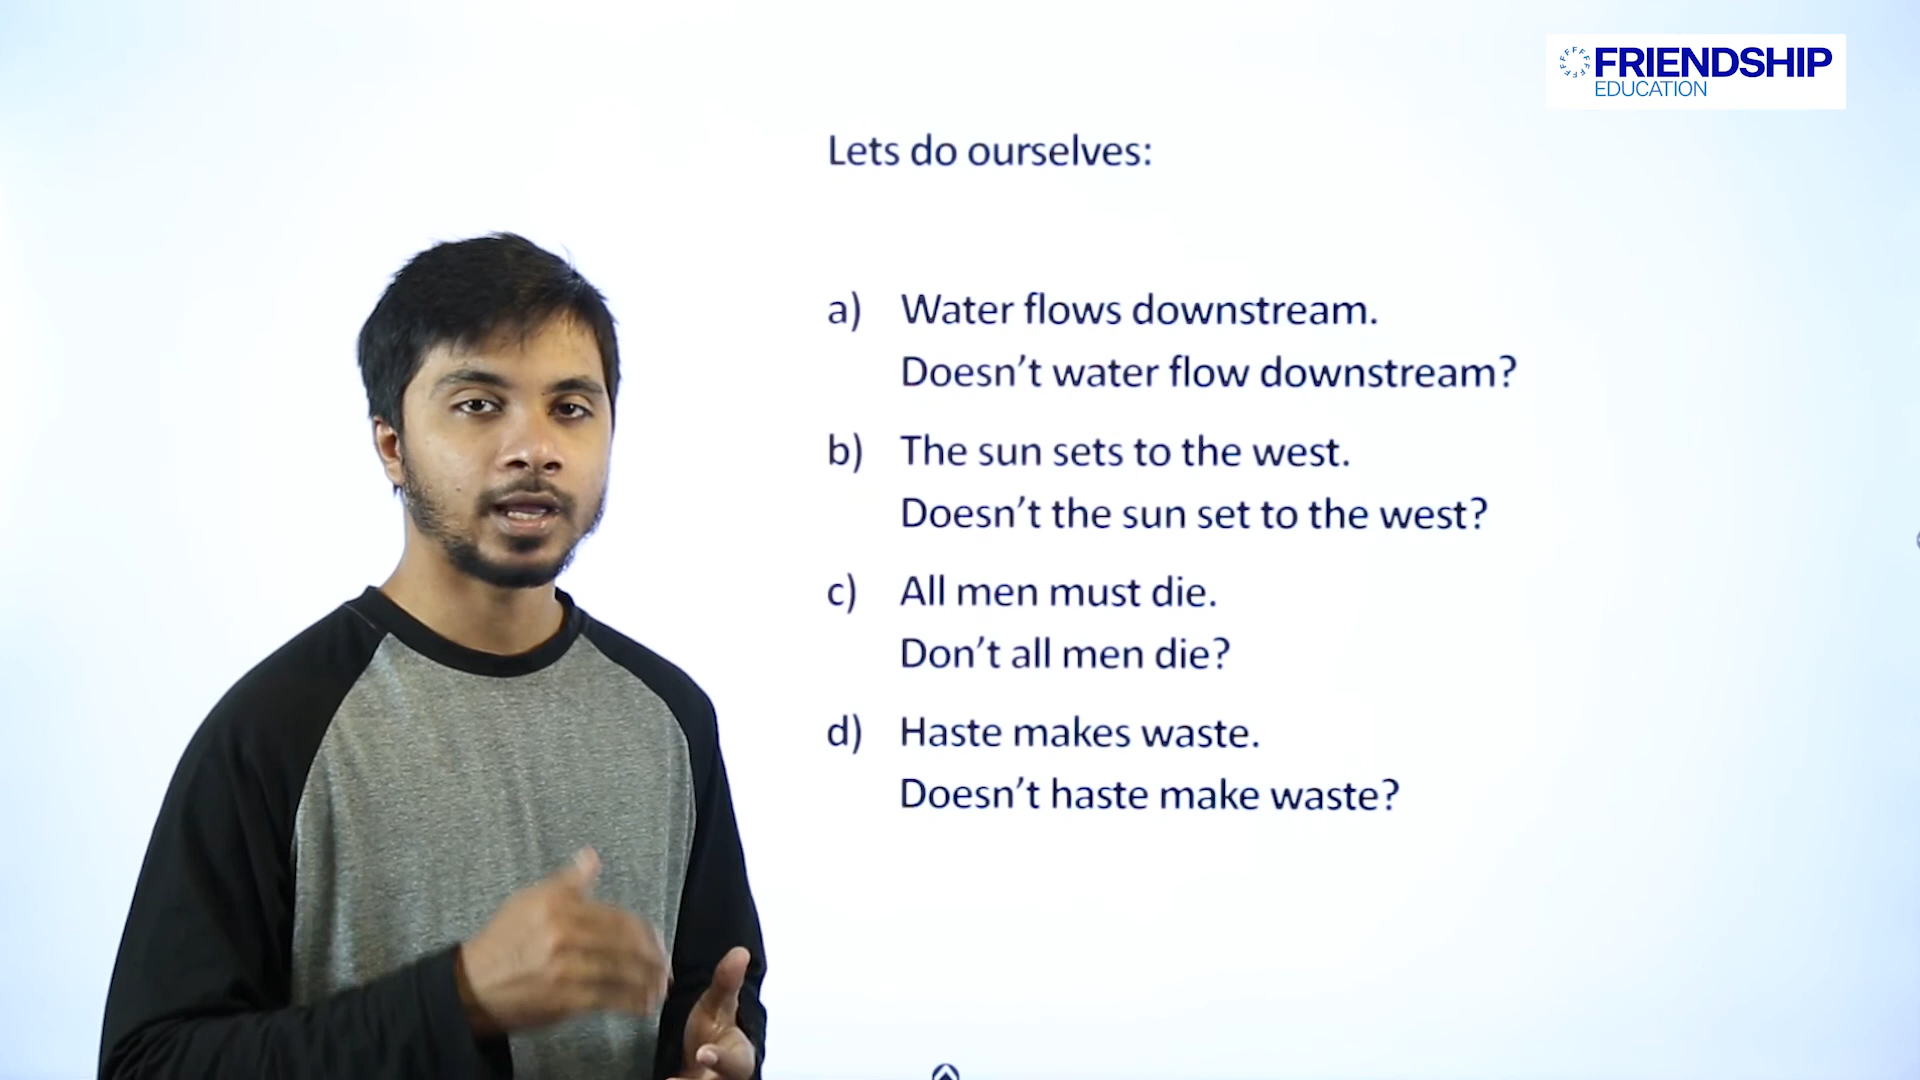 FRIENDSHIP
EDUCATION
Lets do ourselves:
a) Water flows downstream.
Doesn’t water flow downstream?
b) The sun sets to the west.
Doesn’t the sun set to the west?
c) All men must die.
Don’t all men die?
d) Haste makes waste.
Doesn’t haste make waste?